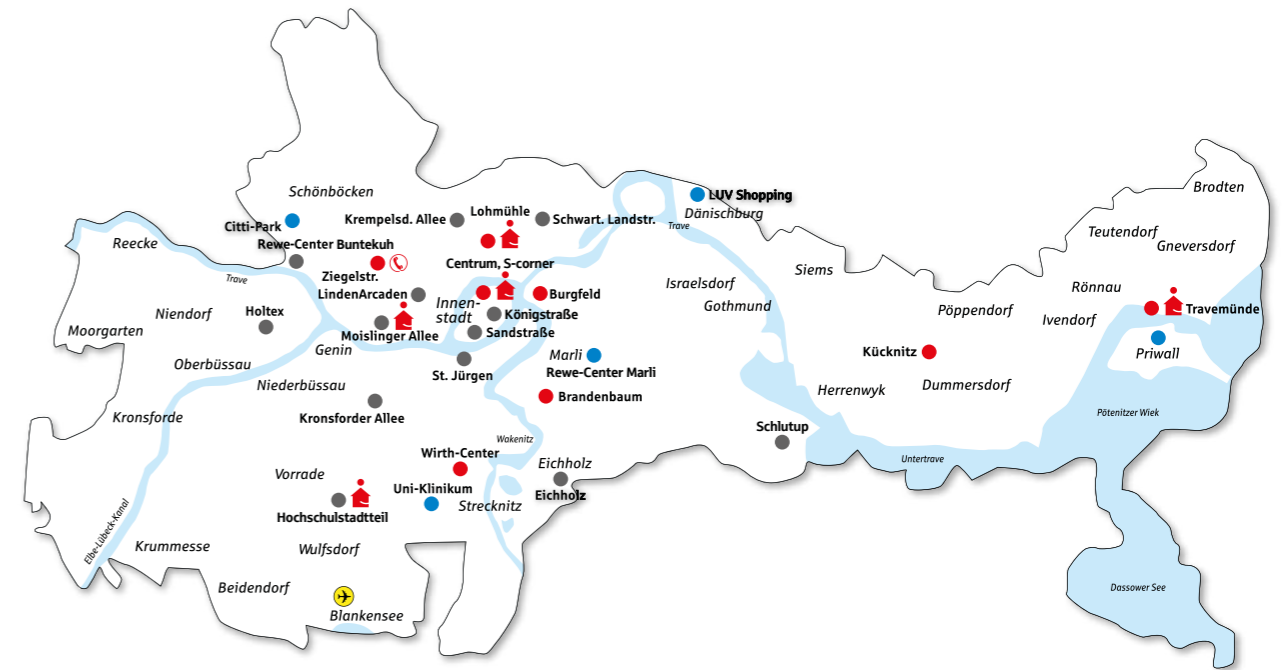 Brodten
Schönböcken
LUV Shopping
Lohmühle
Dänischburg
Krempelsd. Allee
Schwart. Landstr.
Citti-Park
Trave
Teutendorf
Reecke
Rewe-Center Buntekuh
Gneversdorf
Centrum, S-corner
Siems
Ziegelstr.
Trave
Israelsdorf
Rönnau
LindenArcaden
Innen-
stadt
Burgfeld
Gothmund
Pöppendorf
Travemünde
Niendorf
Holtex
Königstraße
Ivendorf
Moorgarten
Moislinger Allee
Sandstraße
Genin
Marli
Kücknitz
Priwall
Oberbüssau
St. Jürgen
Rewe-Center Marli
Niederbüssau
Herrenwyk
Dummersdorf
Brandenbaum
Kronsforde
Kronsforder Allee
Pötenitzer Wiek
Schlutup
Wakenitz
Wirth-Center
Untertrave
Eichholz
Vorrade
Uni-Klinikum
Eichholz
Strecknitz
Hochschulstadtteil
Elbe-Lübeck-Kanal
Krummesse
Wulfsdorf
Beidendorf
Dassower See
Blankensee